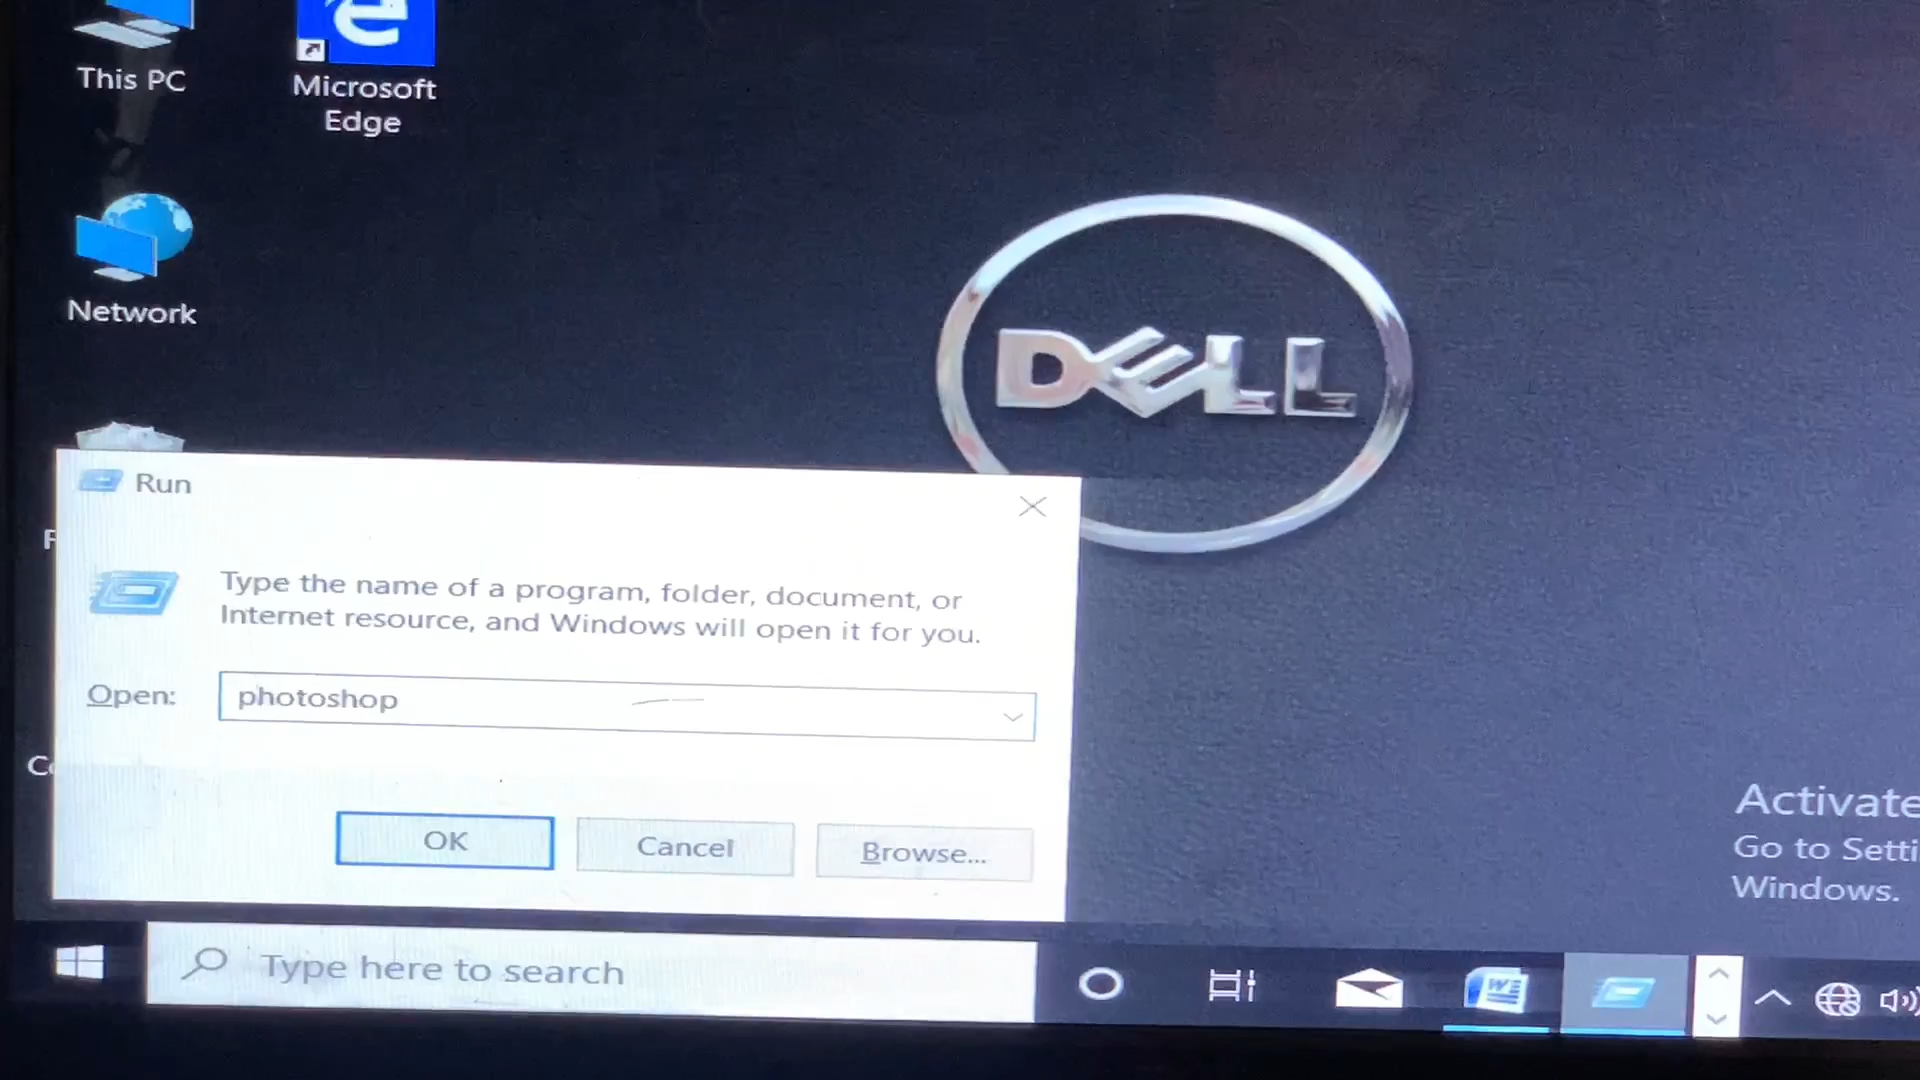 This PC
Microsoft
Edge
Network
DELL
Run
Type the name of a program, folder, document, or
Internet resource, and Windows will open it for you.
Open:
photoshop
OK
Cancel
Browse...
Activate
Go to Setti
Windows.
Type here to search
W